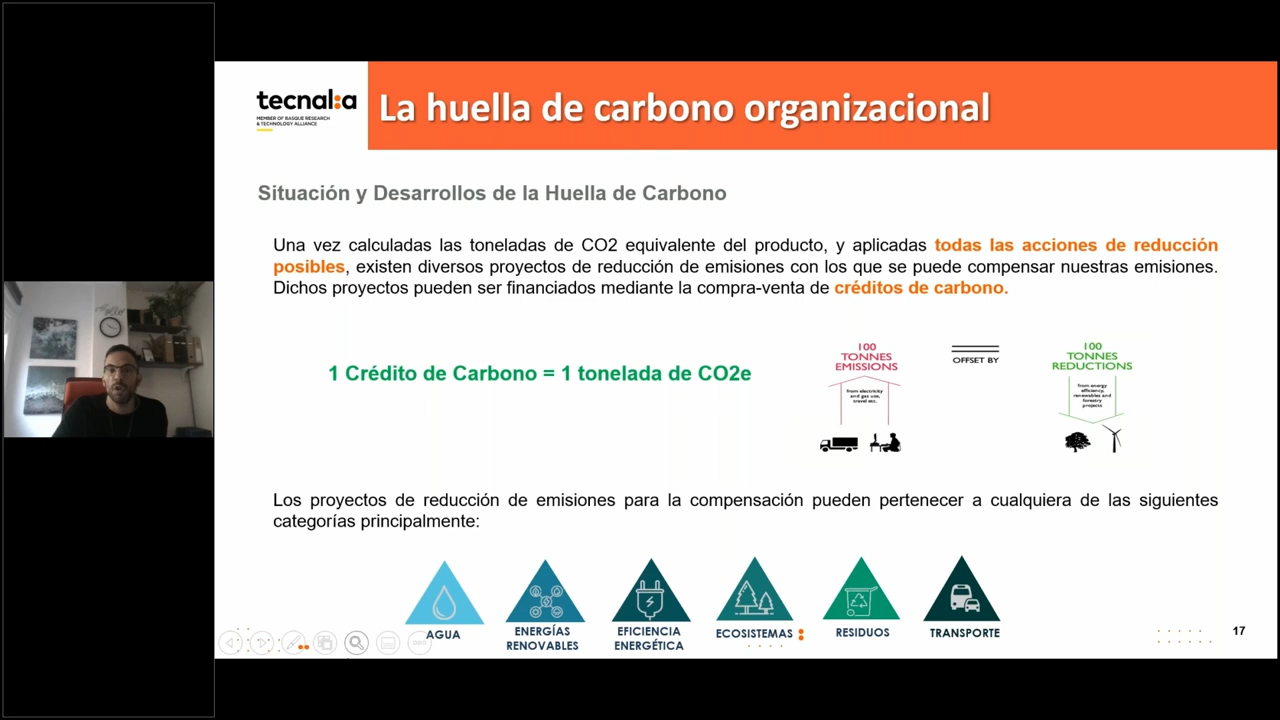 tecnal:a
MEMBER OF BASQUE RESEARCH
& TECHNOLOGY ALLIANCE
La huella de carbono organizacional
Situación y Desarrollos de la Huella de Carbono
Una vez calculadas las toneladas de CO2 equivalente del producto, y aplicadas todas las acciones de reducción
posibles, existen diversos proyectos de reducción de emisiones con los que se puede compensar nuestras emisiones.
Dichos proyectos pueden ser financiados mediante la compra-venta de créditos de carbono.
1 Crédito de Carbono = 1 tonelada de CO2e
100
TONNES
EMISSIONS
from electricity
and gas use,
travel etc.
OFFSET BY
100
TONNES
REDUCTIONS
from energy
efficiency,
renewables and
forestry
projects
Los proyectos de reducción de emisiones para la compensación pueden pertenecer a cualquiera de las siguientes
categorías principalmente:
AGUA
ENERGÍAS
RENOVABLES
EFICIENCIA
ENERGÉTICA
ECOSISTEMAS
RESIDUOS
TRANSPORTE
17